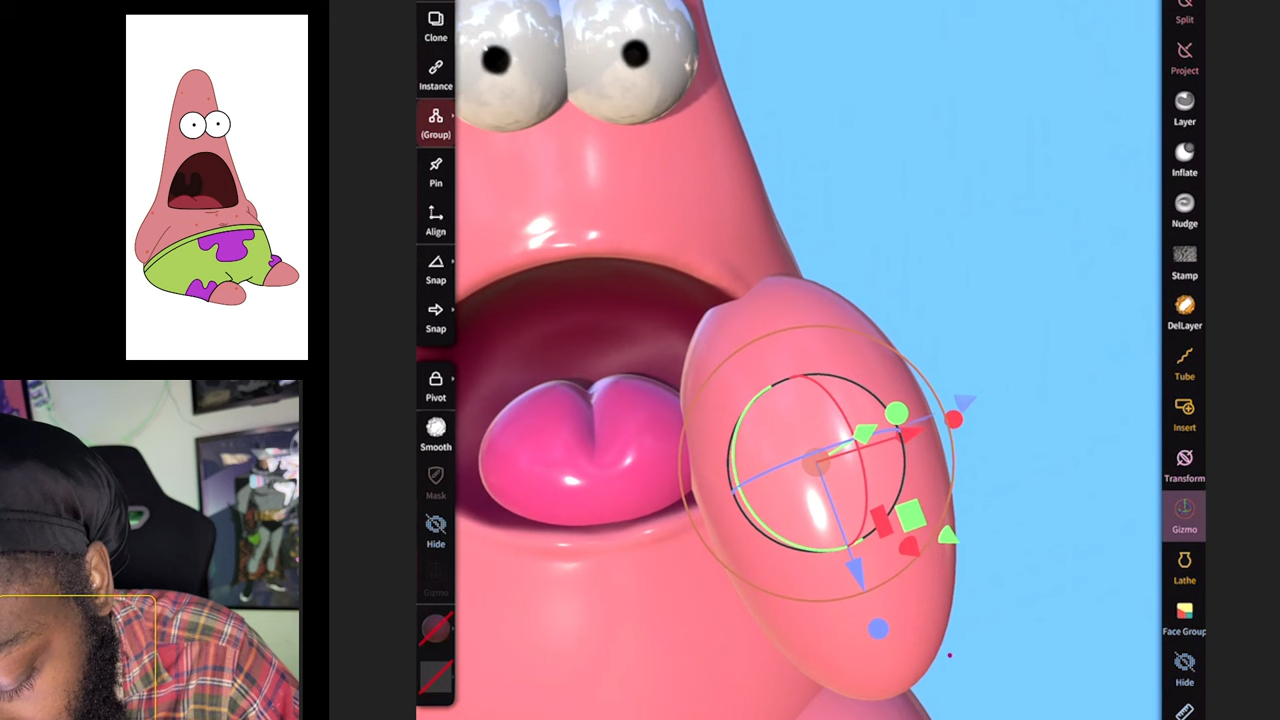 Clone
Instance
(Group)
Pin
Align
Snap
Snap
Pivot
Smooth
Mask
Hide
Gizmo
Split
Project
Layer
Inflate
Nudge
Stamp
DelLayer
Tube
Insert
Transform
Gizmo
Lathe
Face Group
Hide